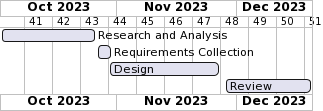 Oct 2023 Nov 2023 Dec 2023
41 42 43 44 45 46 47 48 49 50 51
Research and Analysis
Requirements Collection
Design
Review
Oct 2023 Nov 2023 Dec 2023